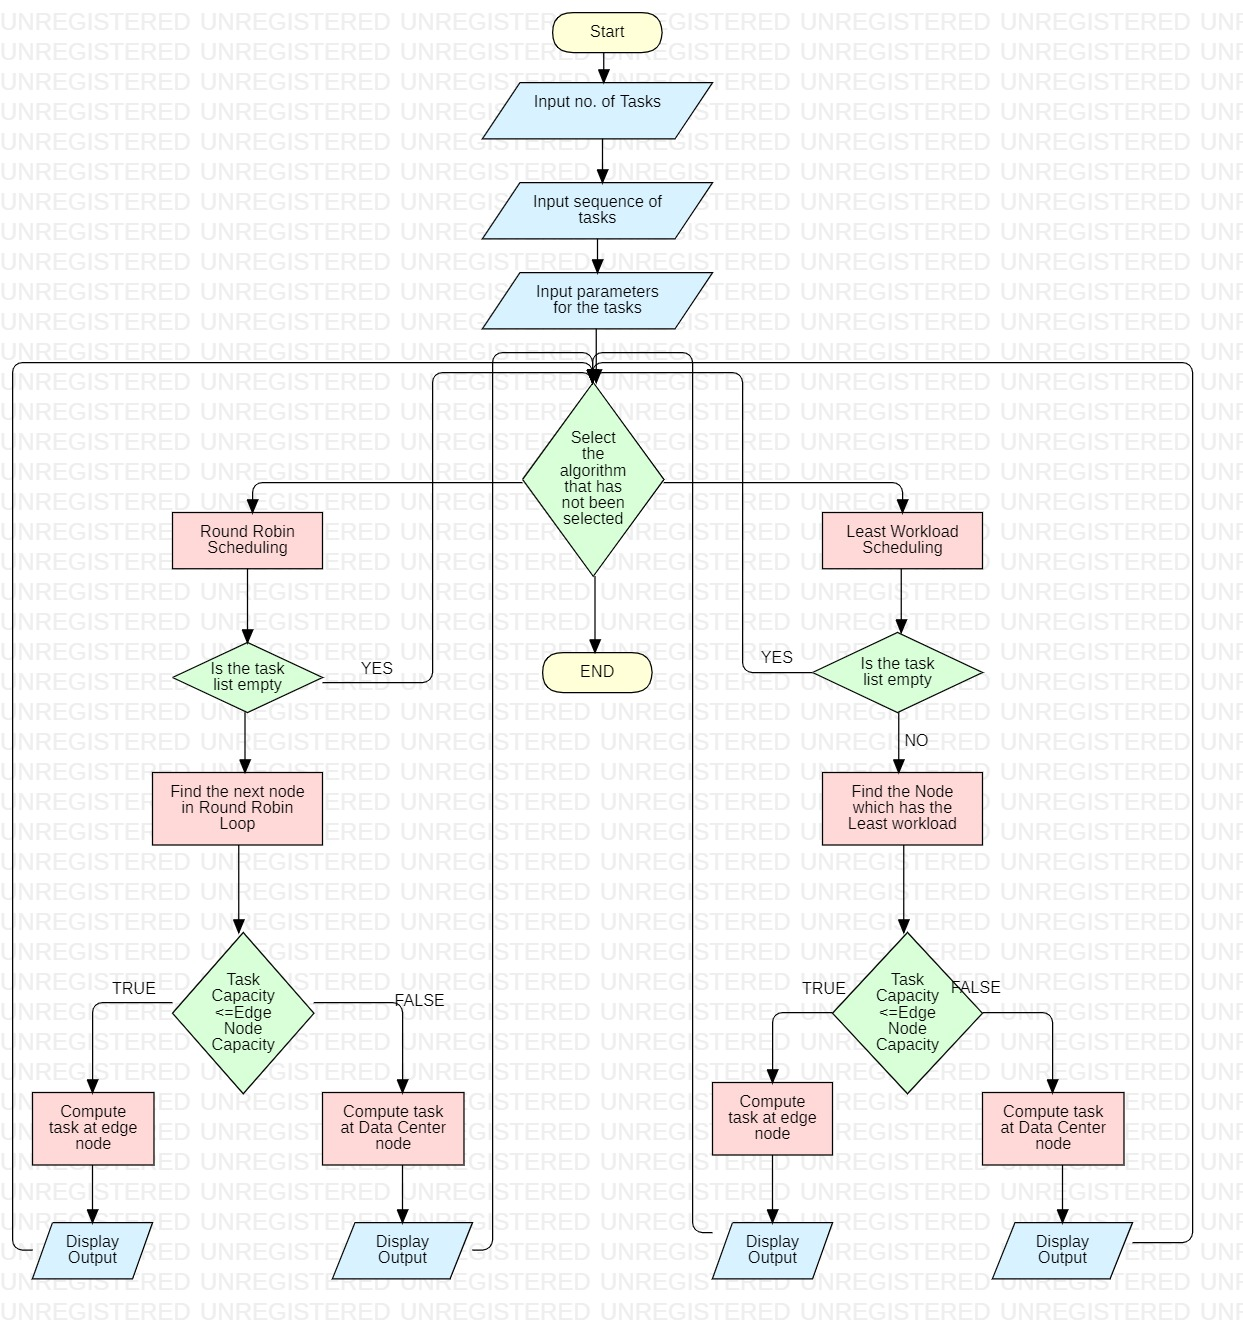 Start
Input no. of Tasks
Input sequence of
tasks
Input parameters
for the tasks
Select
the
algorithm
that has
not been
selected
Round Robin
Scheduling
Least Workload
Scheduling
Is the task
list empty
YES
END
YES
Is the task
list empty
NO
Find the next node
in Round Robin
Loop
Find the Node
which has the
Least workload
TRUE
Task
Capacity
<=Edge
Node
Capacity
FALSE
TRUE
Task
Capacity
<=Edge
Node
Capacity
FALSE
Compute
task at edge
node
Compute task
at Data Center
node
Compute
task at edge
node
Compute task
at Data Center
node
Display
Output
Display
Output
Display
Output
Display
Output
UNREGISTERED